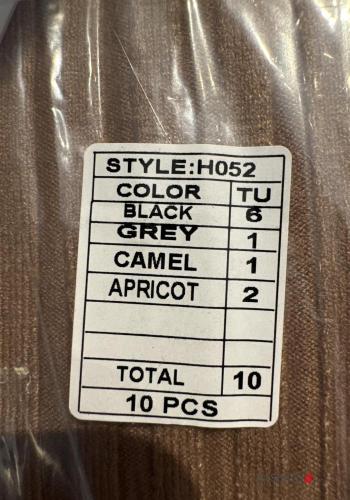 STYLE:H052
COLOR TU
BLACK 6
GREY 1
CAMEL 1
APRICOT 2
TOTAL 10
10 PCS